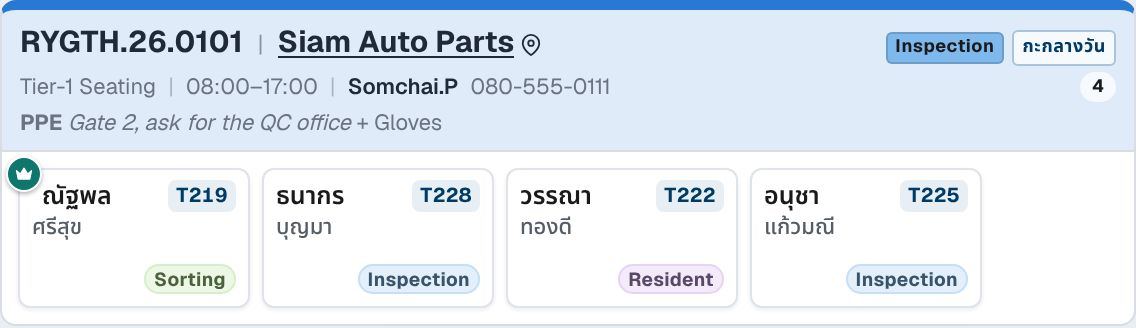 RYGTH.26.0101 | Siam Auto Parts
Inspection
กะกลางวัน
Tier-1 Seating | 08:00–17:00 | Somchai.P 080-555-0111
4
PPE Gate 2, ask for the QC office + Gloves
ณัฐพล T219
ศรีสุข
Sorting
ธนากร T228
บุญมา
Inspection
วรรณา T222
ทองดี
Resident
อนุชา T225
แก้วมณี
Inspection